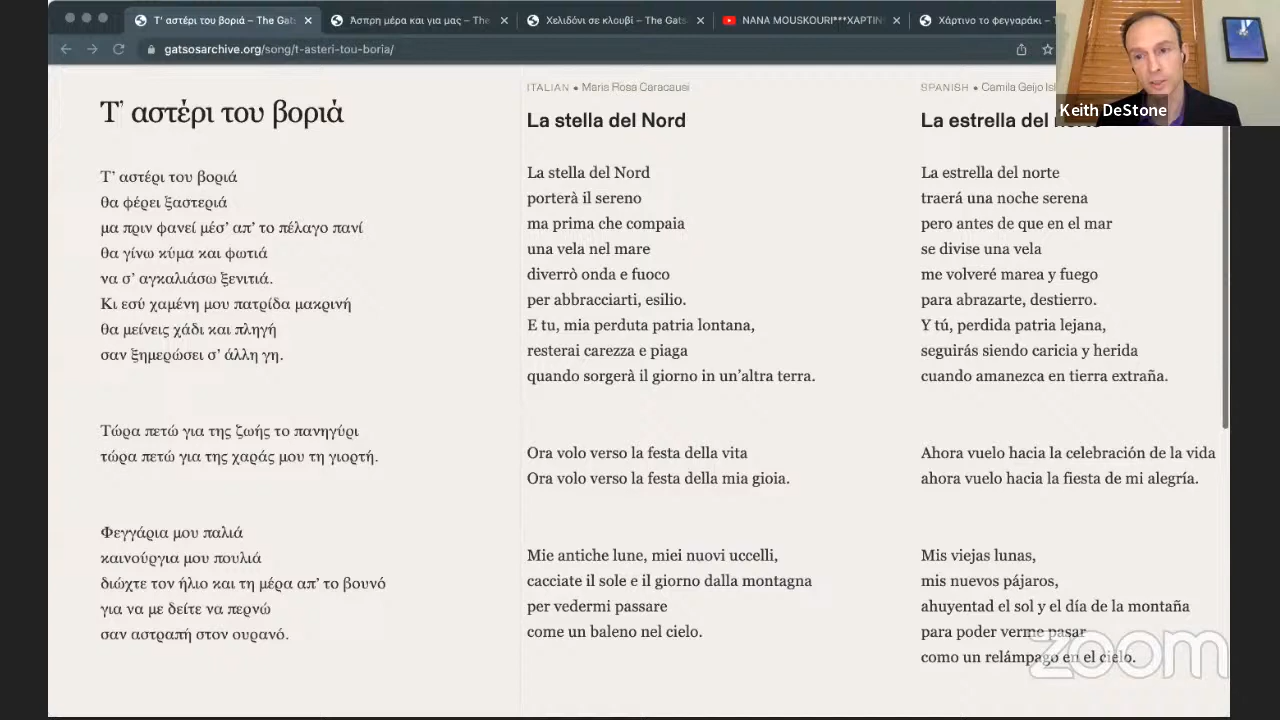 Τ’ αστέρι του βοριά – The Gats
Άσπρη μέρα και για μας – The
Χελιδόνι σε κλουβί – The Gats
NANA MOUSKOURI***XAPTIN
Χάρτινο το φεγγαράκι – T
gatsosarchive.org/song/t-asteri-tou-boria/
Keith DeStone
Τ’ αστέρι του βοριά
Τ’ αστέρι του βοριά
θα φέρει ξαστεριά
μα πριν φανεί μέσ’ απ’ το πέλαγο πανί
θα γίνω κύμα και φωτιά
να σ’ αγκαλιάσω ξενιτιά.
Κι εσύ χαμένη μου πατρίδα μακρινή
θα μείνεις χάδι και πληγή
σαν ξημερώσει σ’ άλλη γη.
Τώρα πετώ για της ζωής το πανηγύρι
τώρα πετώ για της χαράς μου τη γιορτή.
Φεγγάρια μου παλιά
καινούργια μου πουλιά
διώχτε τον ήλιο και τη μέρα απ’ το βουνό
για να με δείτε να περνώ
σαν αστραπή στον ουρανό.
ITALIAN • Maria Rosa Caracausi
La stella del Nord
La stella del Nord
porterà il sereno
ma prima che compaia
una vela nel mare
diverrò onda e fuoco
per abbracciarti, esilio.
E tu, mia perduta patria lontana,
resterai carezza e piaga
quando sorgerà il giorno in un’altra terra.
Ora volo verso la festa della vita
Ora volo verso la festa della mia gioia.
Mie antiche lune, miei nuovi uccelli,
cacciate il sole e il giorno dalla montagna
per vedermi passare
come un baleno nel cielo.
SPANISH • Camila Geijo Isl
La estrella del norte
La estrella del norte
traerá una noche serena
pero antes de que en el mar
se divise una vela
me volveré marea y fuego
para abrazarte, destierro.
Y tú, perdida patria lejana,
seguirás siendo caricia y herida
cuando amanezca en tierra extraña.
Ahora vuelo hacia la celebración de la vida
ahora vuelo hacia la fiesta de mi alegría.
Mis viejas lunas,
mis nuevos pájaros,
ahuyentad el sol y el día de la montaña
para poder verme pasar
como un relámpago en el cielo.
zoom